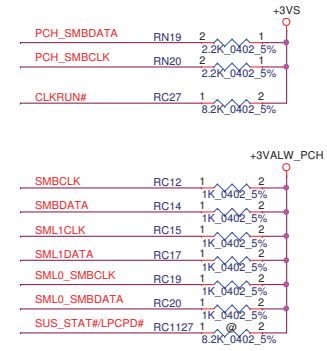 +3VS
PCH_SMBDATA RN19 2 1
2.2K_0402_5%
PCH_SMBCLK RN20 2 1
2.2K_0402_5%
CLKRUN# RC27 1 2
8.2K_0402_5%
+3VALW_PCH
SMBCLK RC12 1 2
1K_0402_5%
SMBDATA RC14 1 2
1K_0402_5%
SML1CLK RC15 1 2
1K_0402_5%
SML1DATA RC17 1 2
1K_0402_5%
SML0_SMBCLK RC19 1 2
1K_0402_5%
SML0_SMBDATA RC20 1 2
1K_0402_5%
SUS_STAT#/LPCPD# RC1127 1 @ 2
8.2K_0402_5%